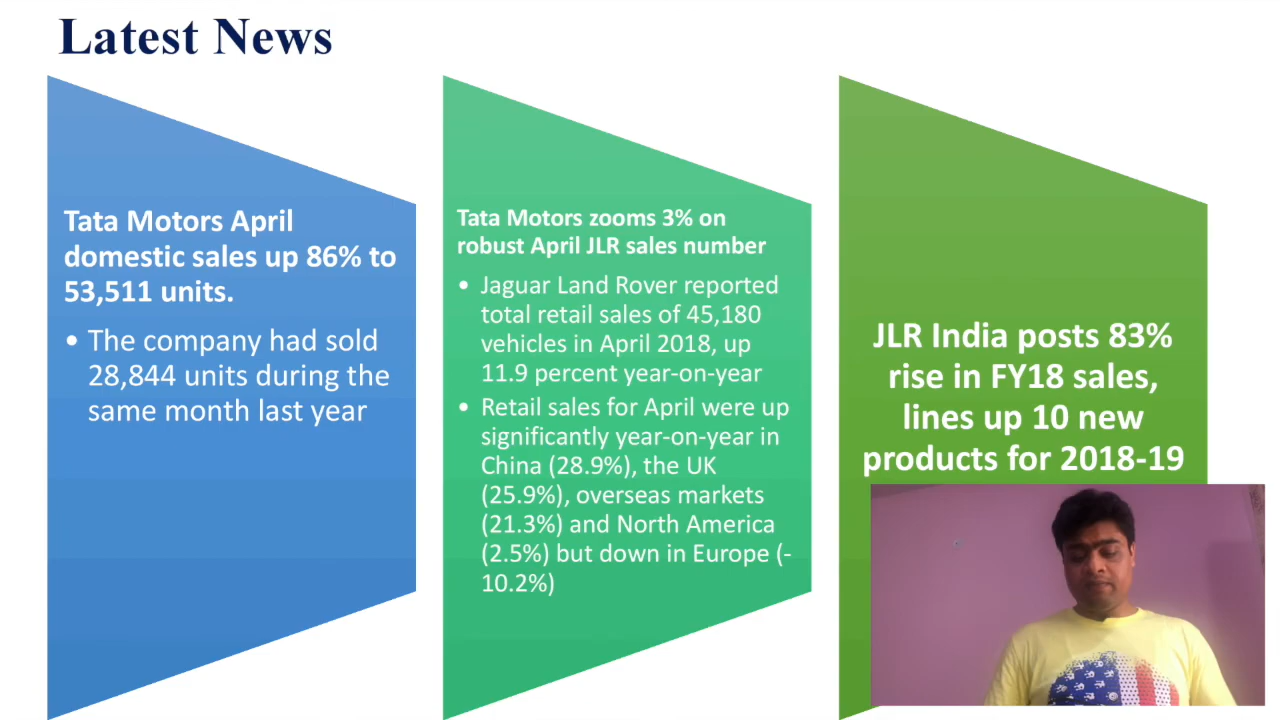 Latest News
Tata Motors April
domestic sales up 86% to
53,511 units.
• The company had sold
28,844 units during the
same month last year
Tata Motors zooms 3% on
robust April JLR sales number
• Jaguar Land Rover reported
total retail sales of 45,180
vehicles in April 2018, up
11.9 percent year-on-year
• Retail sales for April were up
significantly year-on-year in
China (28.9%), the UK
(25.9%), overseas markets
(21.3%) and North America
(2.5%) but down in Europe (-
10.2%)
JLR India posts 83%
rise in FY18 sales,
lines up 10 new
products for 2018-19